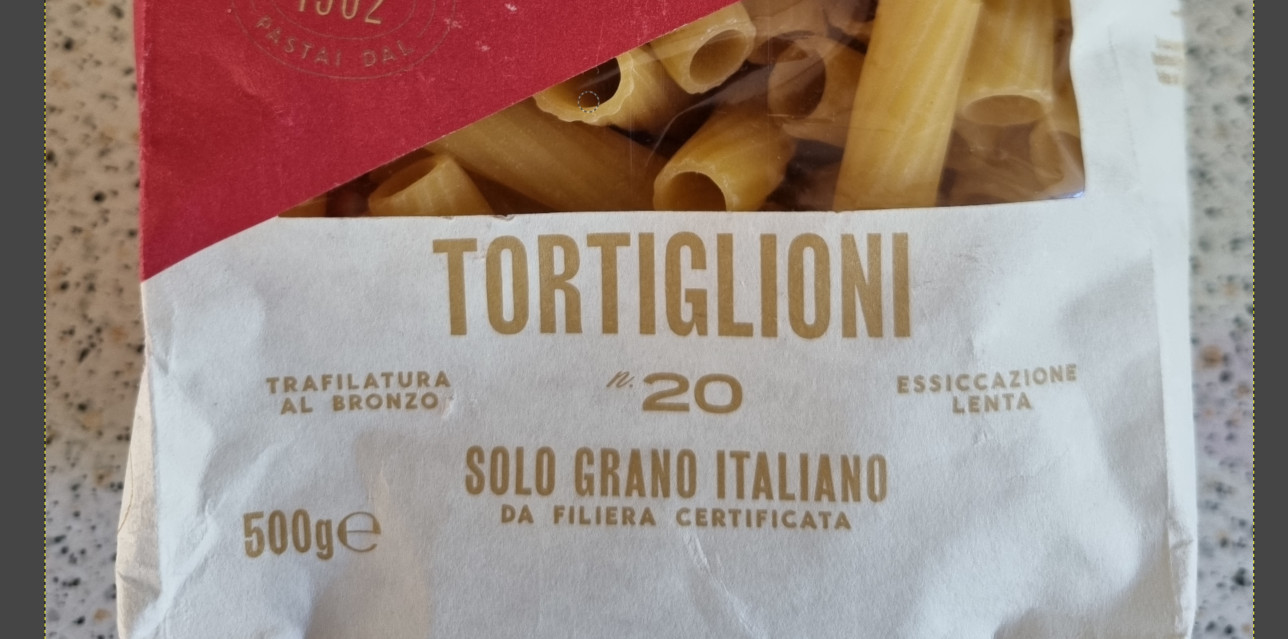 1902
PASTAI DAL
TORTIGLIONI
TRAFILATURA
AL BRONZO
n. 20
ESSICCAZIONE
LENTA
SOLO GRANO ITALIANO
DA FILIERA CERTIFICATA
500g℮